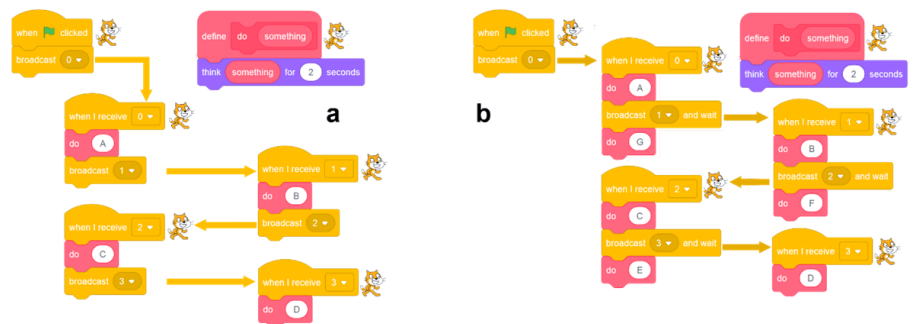 when clicked
broadcast 0
define do something
think something for 2 seconds
a
when I receive 0
do A
broadcast 1
when I receive 1
do B
broadcast 2
when I receive 2
do C
broadcast 3
when I receive 3
do D
b
when clicked
broadcast 0
define do something
think something for 2 seconds
when I receive 0
do A
broadcast 1 and wait
do G
when I receive 1
do B
broadcast 2 and wait
do F
when I receive 2
do C
broadcast 3 and wait
do E
when I receive 3
do D